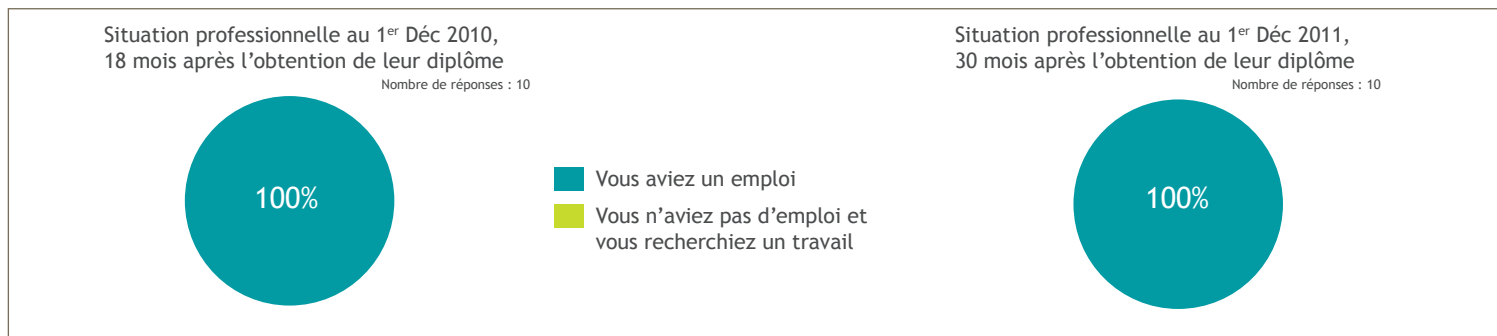 Situation professionnelle au 1er Déc 2010,
18 mois après l’obtention de leur diplôme
Nombre de réponses : 10
100%
Vous aviez un emploi
Vous n’aviez pas d’emploi et
vous recherchiez un travail
Situation professionnelle au 1er Déc 2011,
30 mois après l’obtention de leur diplôme
Nombre de réponses : 10
100%